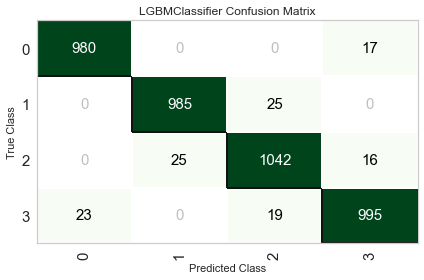 LGBMClassifier Confusion Matrix
True Class
0 980 0 0 17
1 0 985 25 0
2 0 25 1042 16
3 23 0 19 995
0 1 2 3
Predicted Class